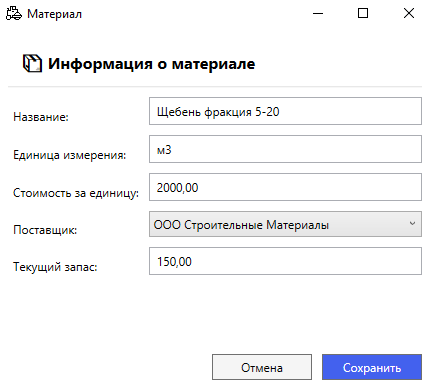 Материал
Информация о материале
Название: Щебень фракция 5-20
Единица измерения: м3
Стоимость за единицу: 2000,00
Поставщик: ООО Строительные Материалы
Текущий запас: 150,00
Отмена Сохранить